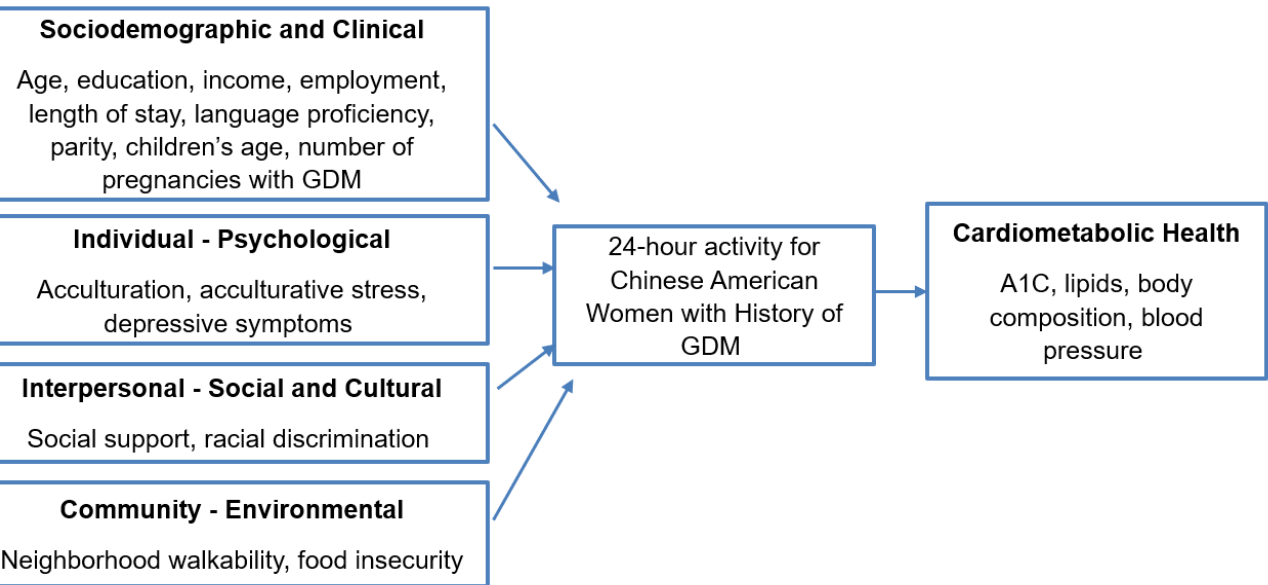 Sociodemographic and Clinical
Age, education, income, employment,
length of stay, language proficiency,
parity, children’s age, number of
pregnancies with GDM
Individual - Psychological
Acculturation, acculturative stress,
depressive symptoms
Interpersonal - Social and Cultural
Social support, racial discrimination
Community - Environmental
Neighborhood walkability, food insecurity
24-hour activity for
Chinese American
Women with History of
GDM
Cardiometabolic Health
A1C, lipids, body
composition, blood
pressure